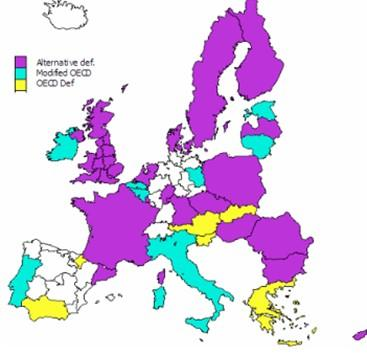 Alternative def.
Modified OECD
OECD Def